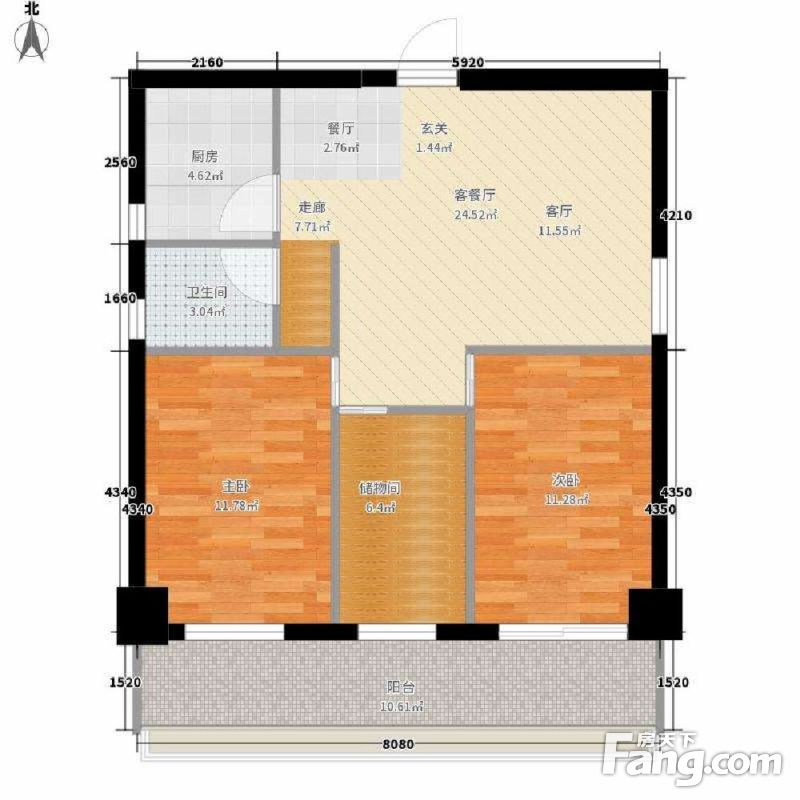 北
2160
5920
2560
厨房
4.62㎡
餐厅
2.76㎡
玄关
1.44㎡
走廊
7.71㎡
客餐厅
24.52㎡
客厅
11.55㎡
4210
1660
卫生间
3.04㎡
4340
4340
主卧
11.78㎡
储物间
6.4㎡
次卧
11.28㎡
4350
4350
1520
阳台
10.61㎡
1520
8080
房天下
Fang.com